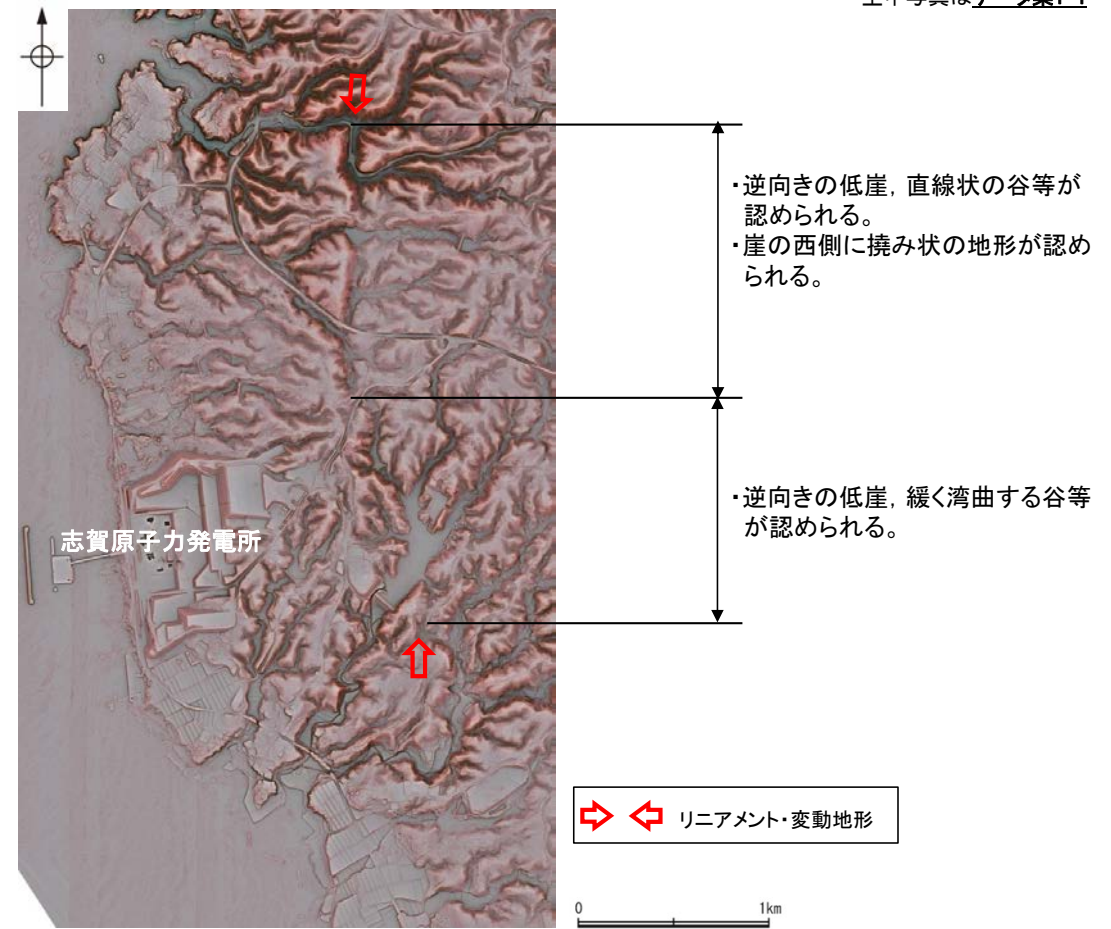 ・逆向きの低崖，直線状の谷等が
認められる。
・崖の西側に撓み状の地形が認め
られる。
・逆向きの低崖，緩く湾曲する谷等
が認められる。
志賀原子力発電所
リニアメント・変動地形
0 1km